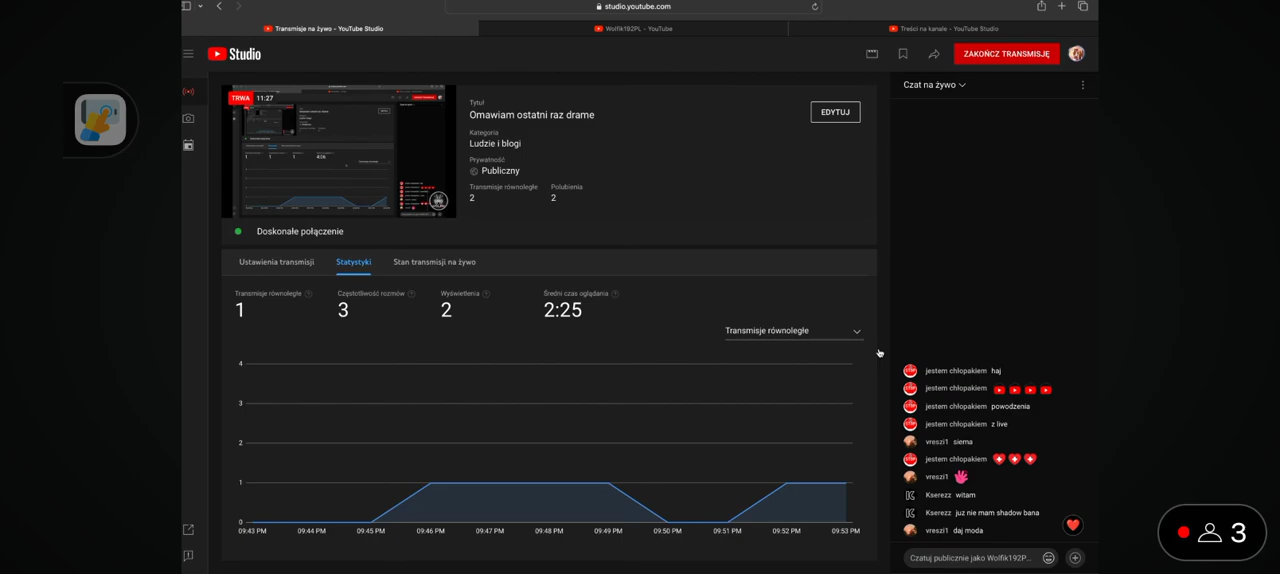 studio.youtube.com
Transmisje na żywo - YouTube Studio
Wolfik192PL - YouTube
Treści na kanale - YouTube Studio
Studio
ZAKOŃCZ TRANSMISJĘ
TRWA 11:27
Tytuł
Omawiam ostatni raz drame
EDYTUJ
Kategoria
Ludzie i blogi
Prywatność
Publiczny
Transmisje równoległe Polubienia
2 2
Doskonałe połączenie
Ustawienia transmisji Statystyki Stan transmisji na żywo
Transmisje równoległe Częstotliwość rozmów Wyświetlenia Średni czas oglądania
1 3 2 2:25
Transmisje równoległe
4
3
2
1
0
09:43 PM 09:44 PM 09:45 PM 09:46 PM 09:47 PM 09:48 PM 09:49 PM 09:50 PM 09:51 PM 09:52 PM 09:53 PM
Czat na żywo
jestem chłopakiem haj
jestem chłopakiem
jestem chłopakiem powodzenia
jestem chłopakiem z live
vreszi1 siema
jestem chłopakiem
vreszi1
Kserezz witam
Kserezz juz nie mam shadow bana
vreszi1 daj moda
Czatuj publicznie jako Wolfik192P...
3